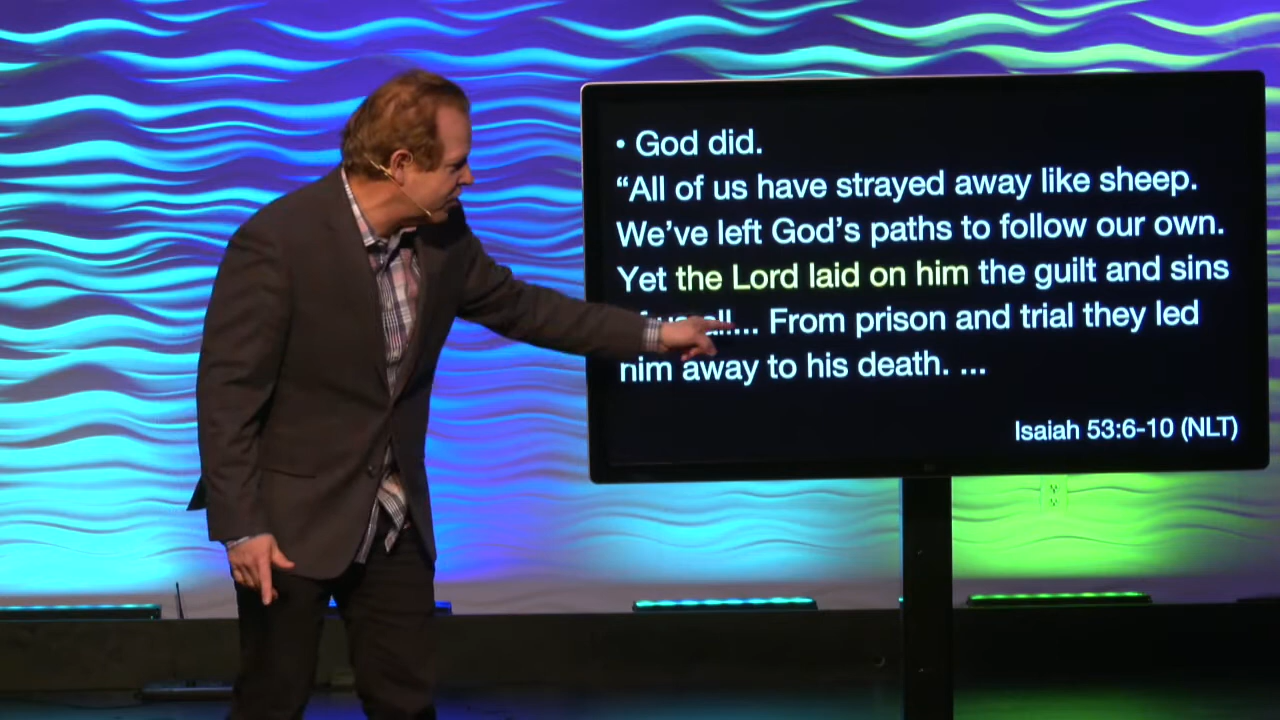 • God did.
“All of us have strayed away like sheep.
We’ve left God’s paths to follow our own.
Yet the Lord laid on him the guilt and sins
all... From prison and trial they led
him away to his death. ...
Isaiah 53:6-10 (NLT)